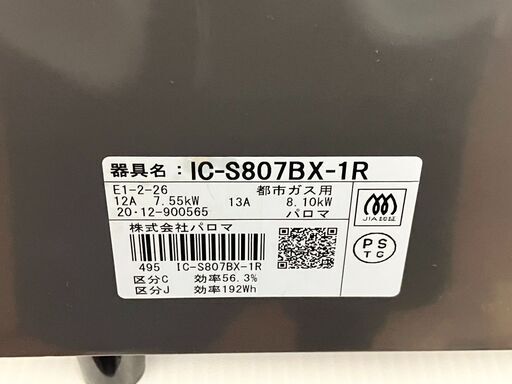 器具名：IC-S807BX-1R
E1-2-26 都市ガス用
12A 7.55kW 13A 8.10kW
20·12-900565 パロマ
株式会社パロマ
495 IC-S807BX-1R
区分C 効率56.3%
区分J 効率192Wh
JIA認証
PS
TG